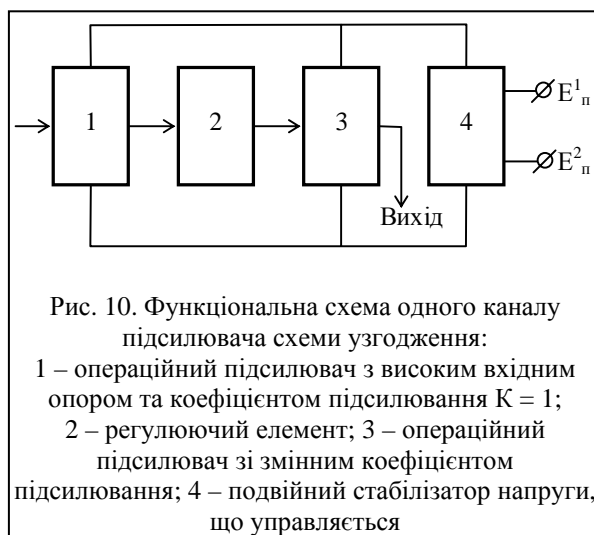 1
2
3
4
Е¹п
Е²п
Вихід
Рис. 10. Функціональна схема одного каналу
підсилювача схеми узгодження:
1 – операційний підсилювач з високим вхідним
опором та коефіцієнтом підсилювання К = 1;
2 – регулюючий елемент; 3 – операційний
підсилювач зі змінним коефіцієнтом
підсилювання; 4 – подвійний стабілізатор напруги,
що управляється